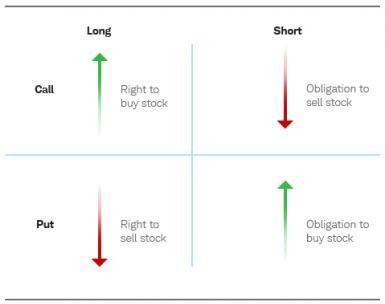 Long
Short
Call
Right to
buy stock
Obligation to
sell stock
Put
Right to
sell stock
Obligation to
buy stock